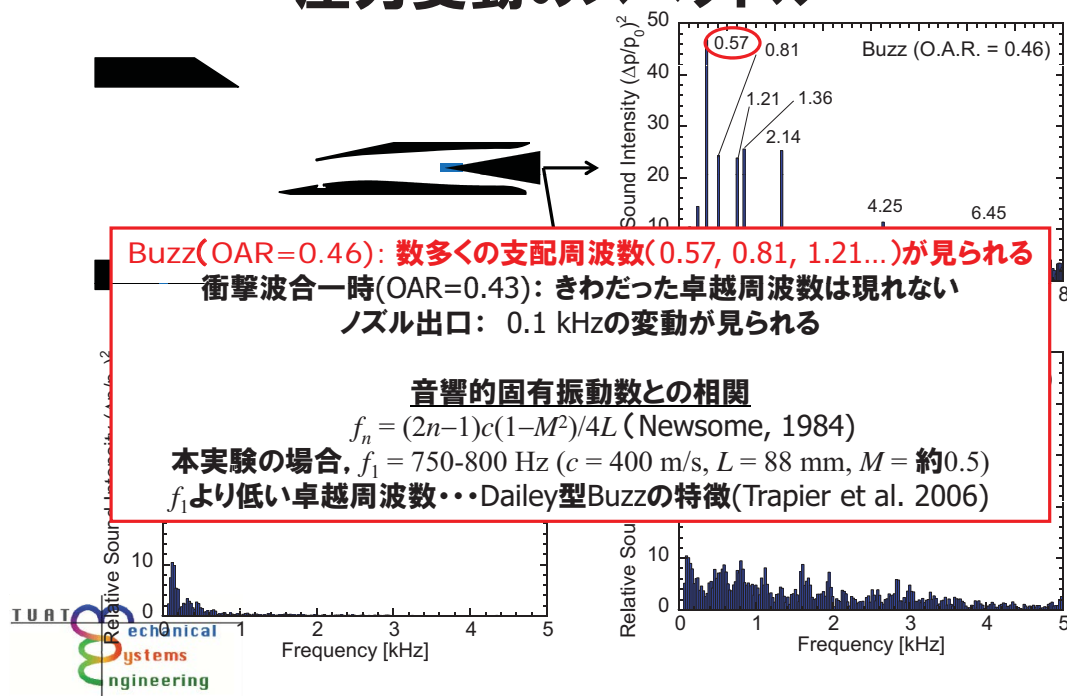 圧力変動のスペクトル
Relative Sound Intensity (Δp/p0)²
50
40
30
20
10
0.57
0.81
1.21
1.36
2.14
4.25
6.45
Buzz (O.A.R. = 0.46)
8
Buzz(OAR=0.46): 数多くの支配周波数(0.57, 0.81, 1.21…)が見られる
衝撃波合一時(OAR=0.43): きわだった卓越周波数は現れない
ノズル出口: 0.1 kHzの変動が見られる
音響的固有振動数との相関
fn = (2n–1)c(1–M²)/4L (Newsome, 1984)
本実験の場合, f1 = 750-800 Hz (c = 400 m/s, L = 88 mm, M = 約0.5)
f1より低い卓越周波数・・・Dailey型Buzzの特徴(Trapier et al. 2006)
Relative Sound Intensity
10
0
0 1 2 3 4 5
Frequency [kHz]
Relative Sou
10
0
0 1 2 3 4 5
Frequency [kHz]
TUAT
Mechanical
Systems
Engineering